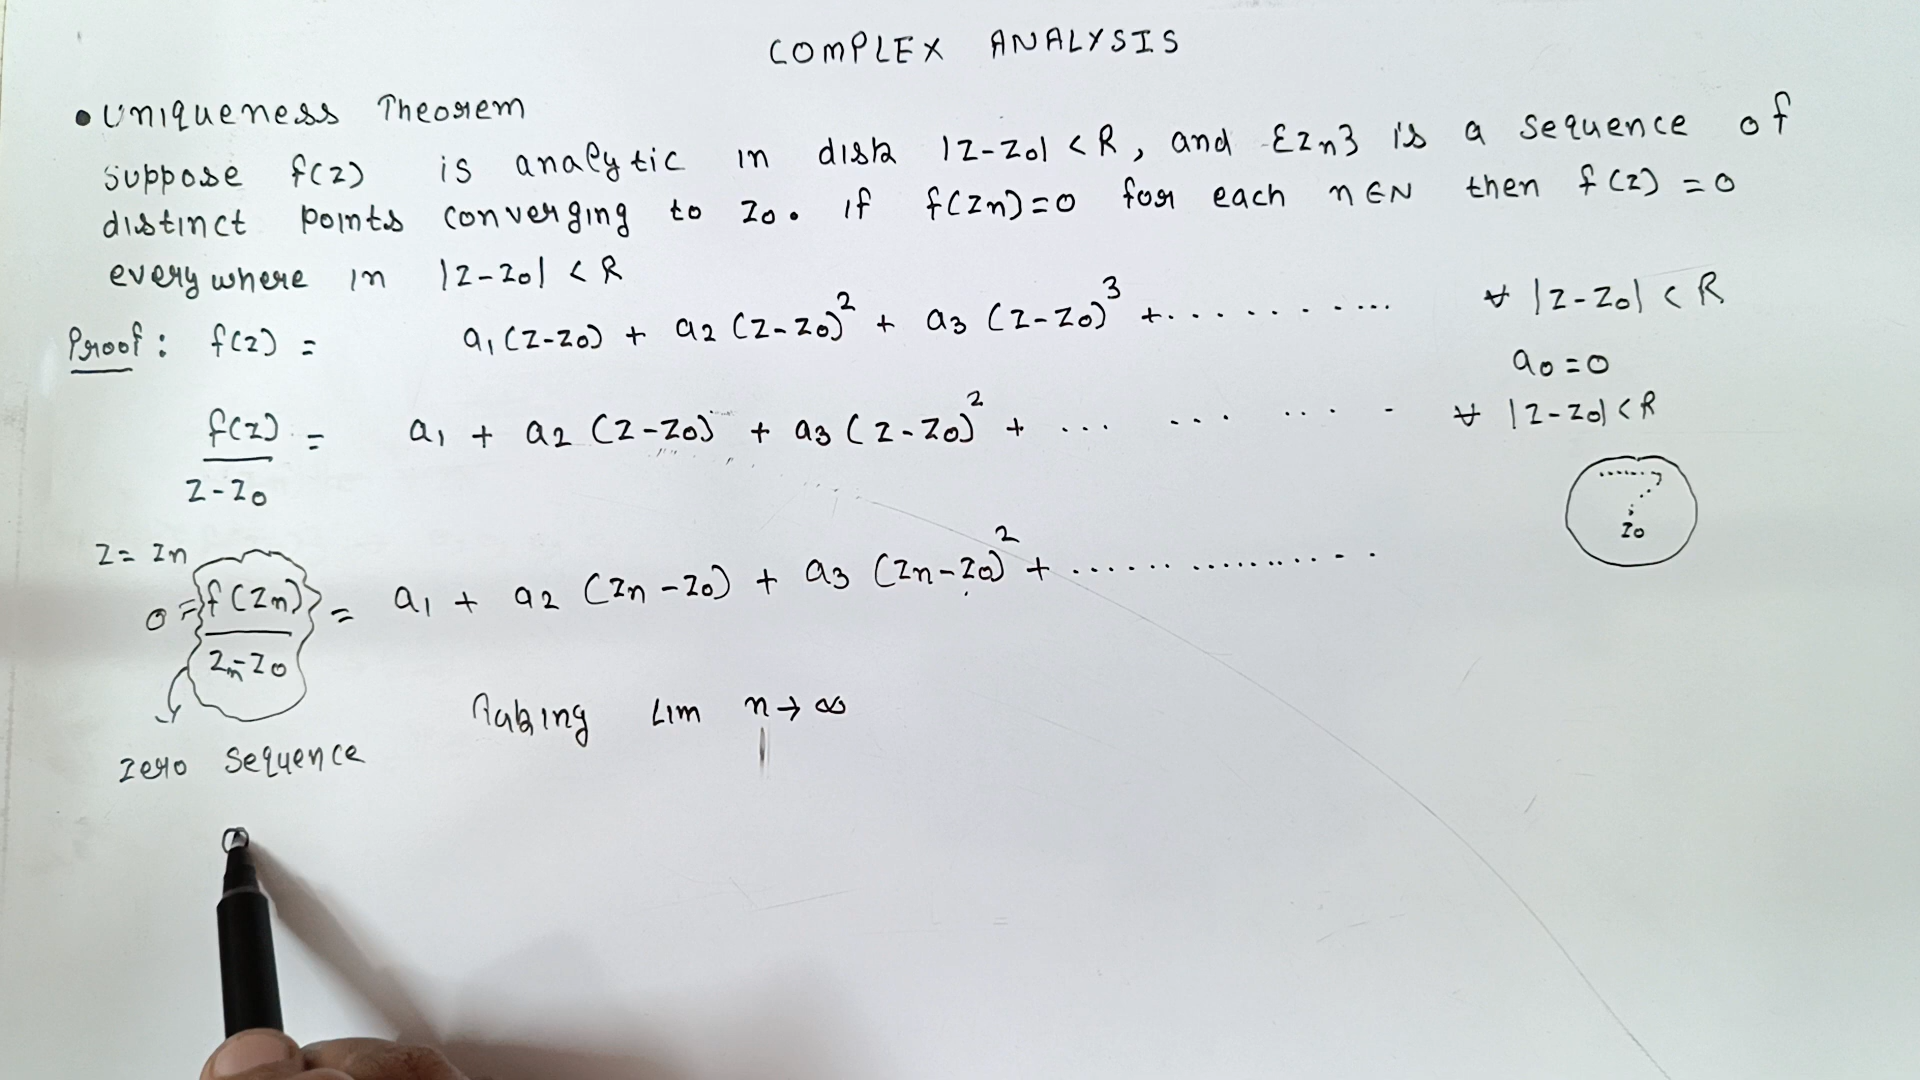 COMPLEX ANALYSIS
• Uniqueness Theorem
suppose f(z) is analytic in disk |z-z₀| < R, and {zn} is a sequence of
distinct points converging to z₀. if f(zn)=0 for each n∈N then f(z) = 0
everywhere in |z-z₀| < R
Proof: f(z) = a₁(z-z₀) + a₂(z-z₀)² + a₃(z-z₀)³ + .......... ∀ |z-z₀| < R
a₀=0
f(z)/z-z₀ = a₁ + a₂(z-z₀) + a₃(z-z₀)² + ... ... ... - ∀ |z-z₀|<R
z₀
z= zn
0 = f(zn)/zn-z₀ = a₁ + a₂(zn-z₀) + a₃(zn-z₀)² + ..................
Taking Lim n→∞
zero sequence
0